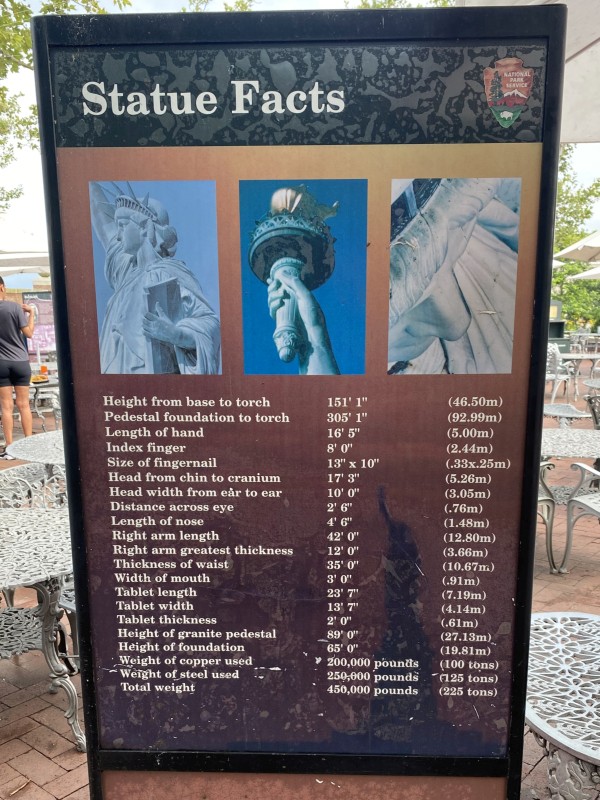 Statue Facts
NATIONAL
PARK
SERVICE
Height from base to torch 151' 1" (46.50m)
Pedestal foundation to torch 305' 1" (92.99m)
Length of hand 16' 5" (5.00m)
Index finger 8' 0" (2.44m)
Size of fingernail 13" x 10" (.33x.25m)
Head from chin to cranium 17' 3" (5.26m)
Head width from ear to ear 10' 0" (3.05m)
Distance across eye 2' 6" (.76m)
Length of nose 4' 6" (1.48m)
Right arm length 42' 0" (12.80m)
Right arm greatest thickness 12' 0" (3.66m)
Thickness of waist 35' 0" (10.67m)
Width of mouth 3' 0" (.91m)
Tablet length 23' 7" (7.19m)
Tablet width 13' 7" (4.14m)
Tablet thickness 2' 0" (.61m)
Height of granite pedestal 89' 0" (27.13m)
Height of foundation 65' 0" (19.81m)
Weight of copper used 200,000 pounds (100 tons)
Weight of steel used 250,000 pounds (125 tons)
Total weight 450,000 pounds (225 tons)